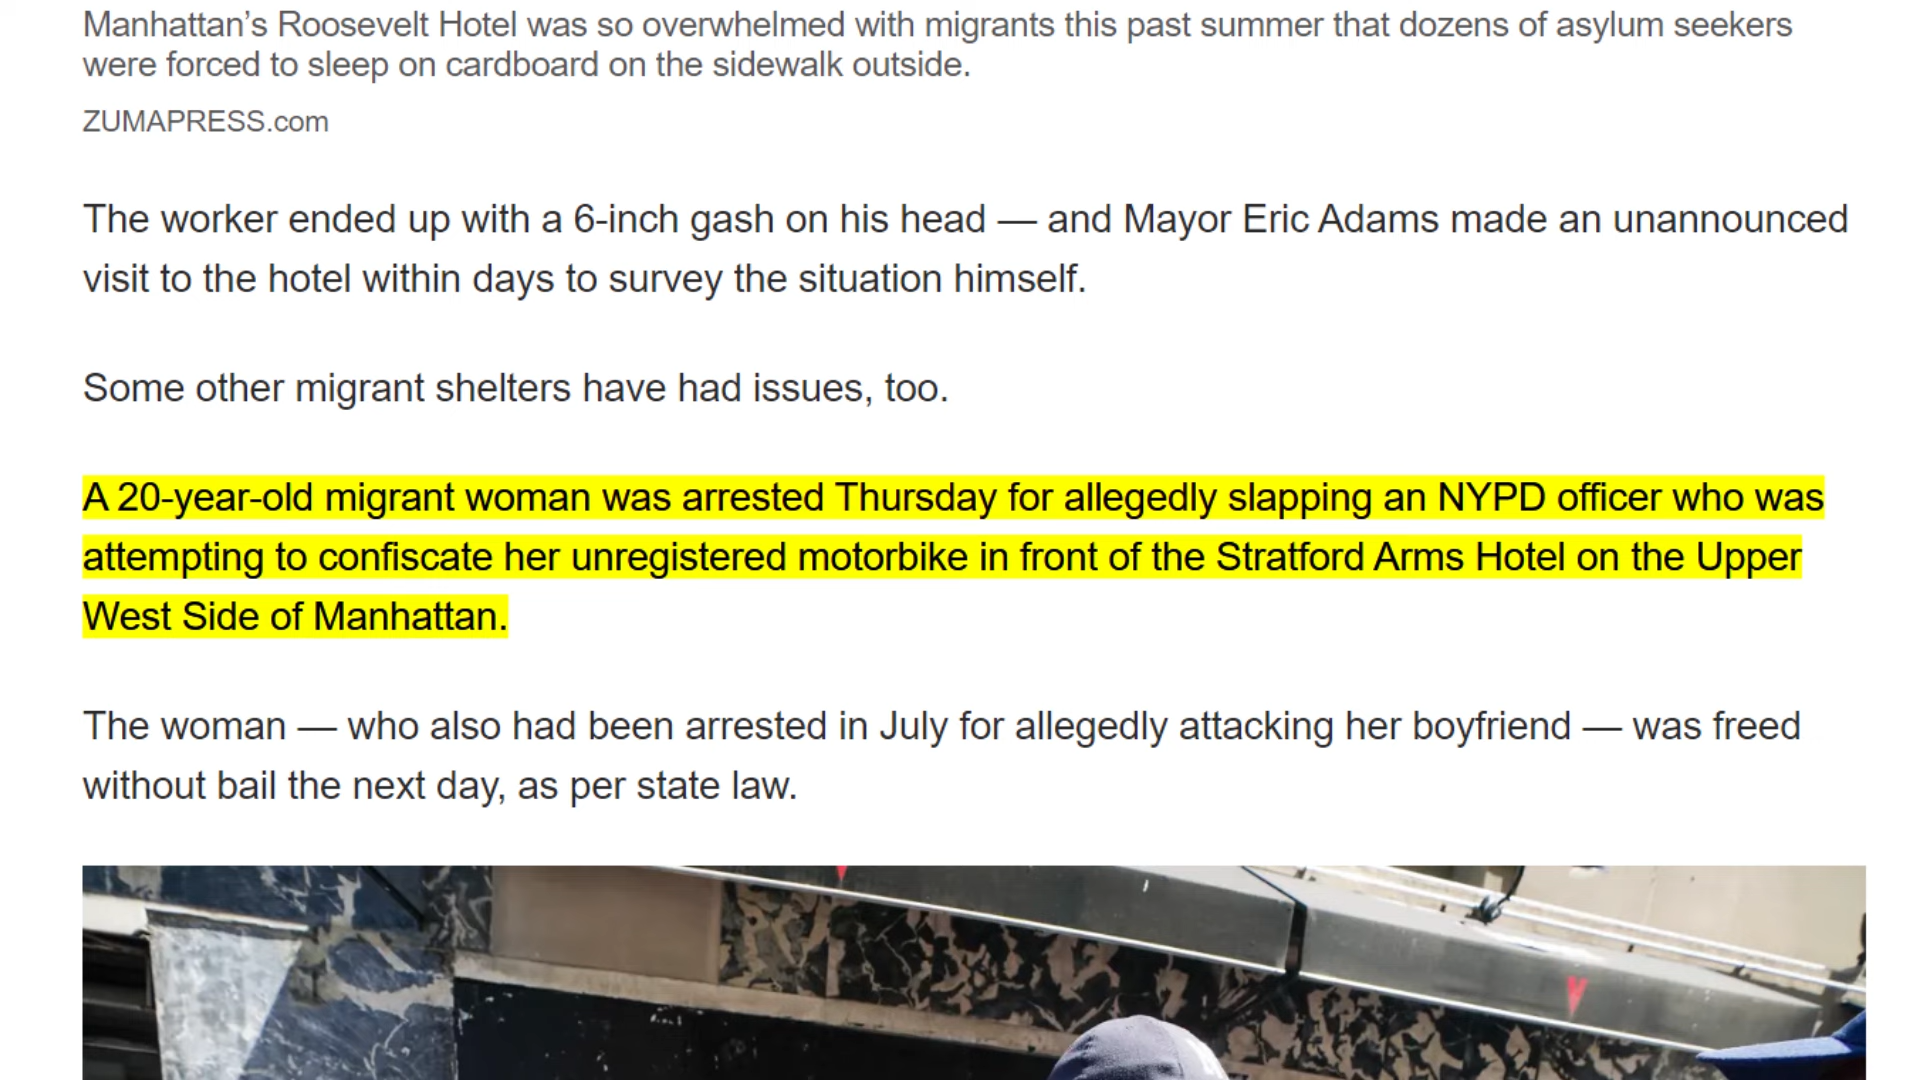 Manhattan’s Roosevelt Hotel was so overwhelmed with migrants this past summer that dozens of asylum seekers
were forced to sleep on cardboard on the sidewalk outside.
ZUMAPRESS.com
The worker ended up with a 6-inch gash on his head — and Mayor Eric Adams made an unannounced
visit to the hotel within days to survey the situation himself.
Some other migrant shelters have had issues, too.
A 20-year-old migrant woman was arrested Thursday for allegedly slapping an NYPD officer who was
attempting to confiscate her unregistered motorbike in front of the Stratford Arms Hotel on the Upper
West Side of Manhattan.
The woman — who also had been arrested in July for allegedly attacking her boyfriend — was freed
without bail the next day, as per state law.